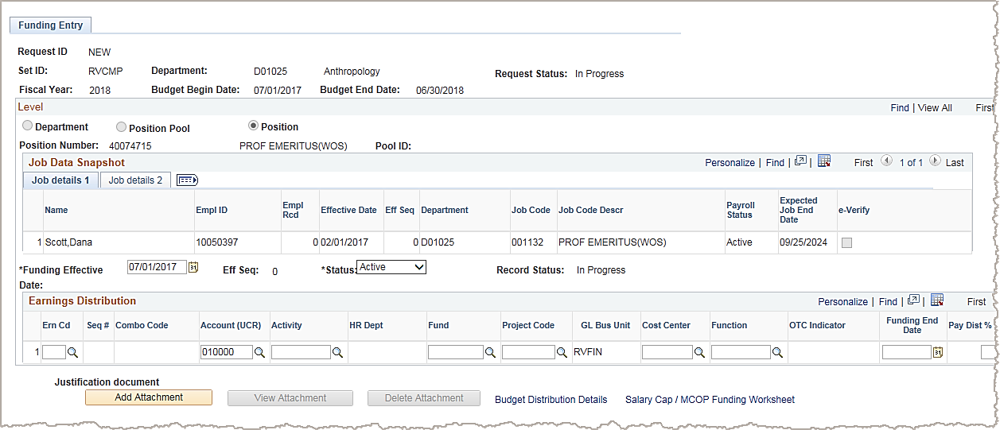 Funding Entry
Request ID NEW
Set ID: RVCMP Department: D01025 Anthropology Request Status: In Progress
Fiscal Year: 2018 Budget Begin Date: 07/01/2017 Budget End Date: 06/30/2018
Level Find | View All First
Department Position Pool Position
Position Number: 40074715 PROF EMERITUS(WOS) Pool ID:
Job Data Snapshot Personalize | Find | | First 1 of 1 Last
Job details 1 Job details 2
Name Empl ID Empl Rcd Effective Date Eff Seq Department Job Code Job Code Descr Payroll Status Expected Job End Date e-Verify
1 Scott,Dana 10050397 0 02/01/2017 0 D01025 001132 PROF EMERITUS(WOS) Active 09/25/2024
*Funding Effective Date: 07/01/2017 31 Eff Seq: 0 *Status: Active Record Status: In Progress
Earnings Distribution Personalize | Find | | First
Ern Cd Seq # Combo Code Account (UCR) Activity HR Dept Fund Project Code GL Bus Unit Cost Center Function OTC Indicator Funding End Date Pay Dist %
1 010000 RVFIN 31
Justification document
Add Attachment View Attachment Delete Attachment Budget Distribution Details Salary Cap / MCOP Funding Worksheet